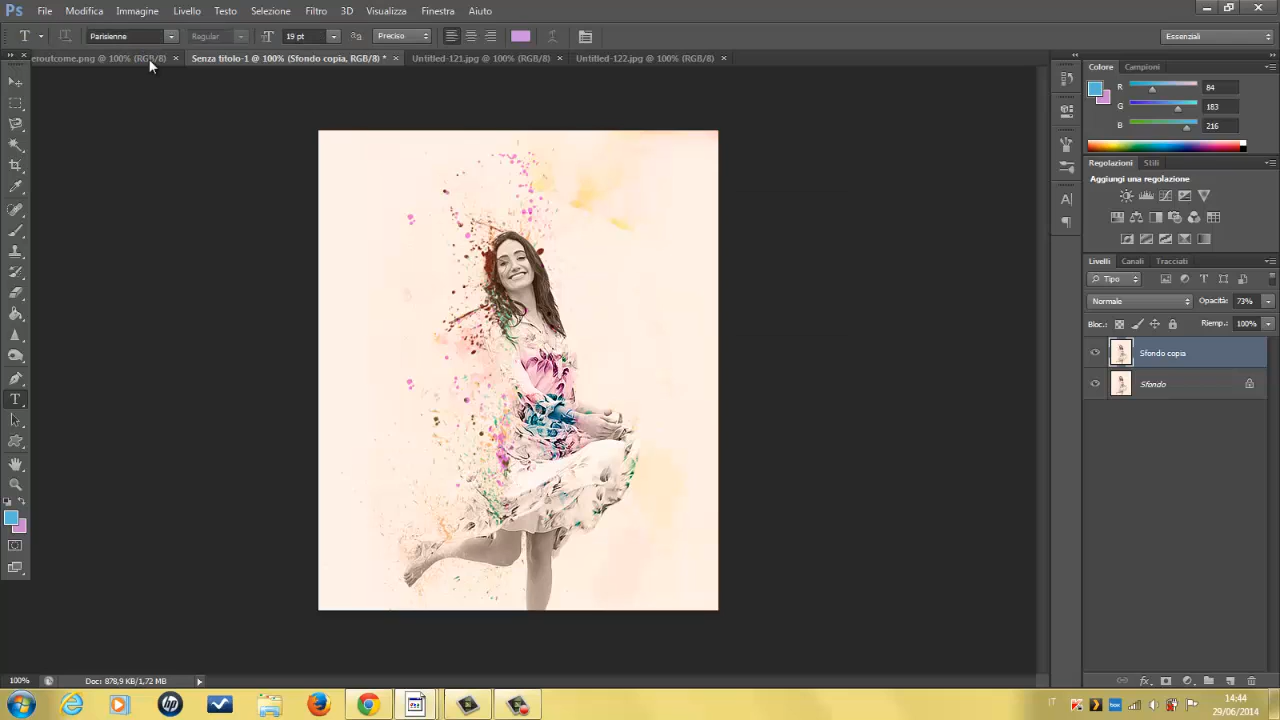 Ps File Modifica Immagine Livello Testo Selezione Filtro 3D Visualizza Finestra Aiuto
T Parisienne Regular 19 pt aa Preciso Essenziali
eroutcome.png @ 100% (RGB/8) × Senza titolo-1 @ 100% (Sfondo copia, RGB/8) * × Untitled-121.jpg @ 100% (RGB/8) × Untitled-122.jpg @ 100% (RGB/8) ×
Colore Campioni
R 84
G 183
B 216
Regolazioni Stili
Aggiungi una regolazione
Livelli Canali Tracciati
Tipo
Normale Opacità: 73%
Bloc.: Riemp.: 100%
Sfondo copia
Sfondo
100% Doc: 878,9 KB/1,72 MB
IT 14:44
29/06/2014